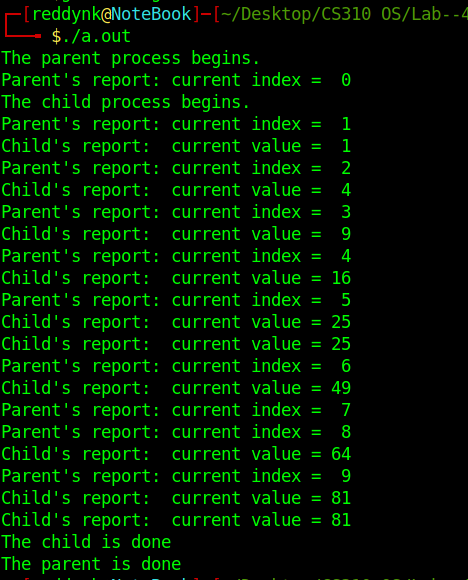 [reddynk@NoteBook]─[~/Desktop/CS310 OS/Lab--4
$./a.out
The parent process begins.
Parent's report: current index =  0
The child process begins.
Parent's report: current index =  1
Child's report:  current value =  1
Parent's report: current index =  2
Child's report:  current value =  4
Parent's report: current index =  3
Child's report:  current value =  9
Parent's report: current index =  4
Child's report:  current value = 16
Parent's report: current index =  5
Child's report:  current value = 25
Child's report:  current value = 25
Parent's report: current index =  6
Child's report:  current value = 49
Parent's report: current index =  7
Parent's report: current index =  8
Child's report:  current value = 64
Parent's report: current index =  9
Child's report:  current value = 81
Child's report:  current value = 81
The child is done
The parent is done